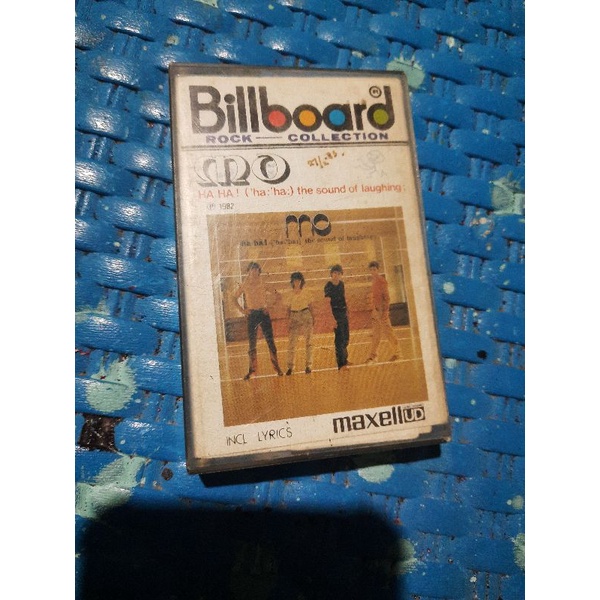 Billboard
ROCK COLLECTION
MO
HA! HA! ('ha:'ha:) the sound of laughing.
℗ 1982
mo
INCL LYRICS
maxell UD